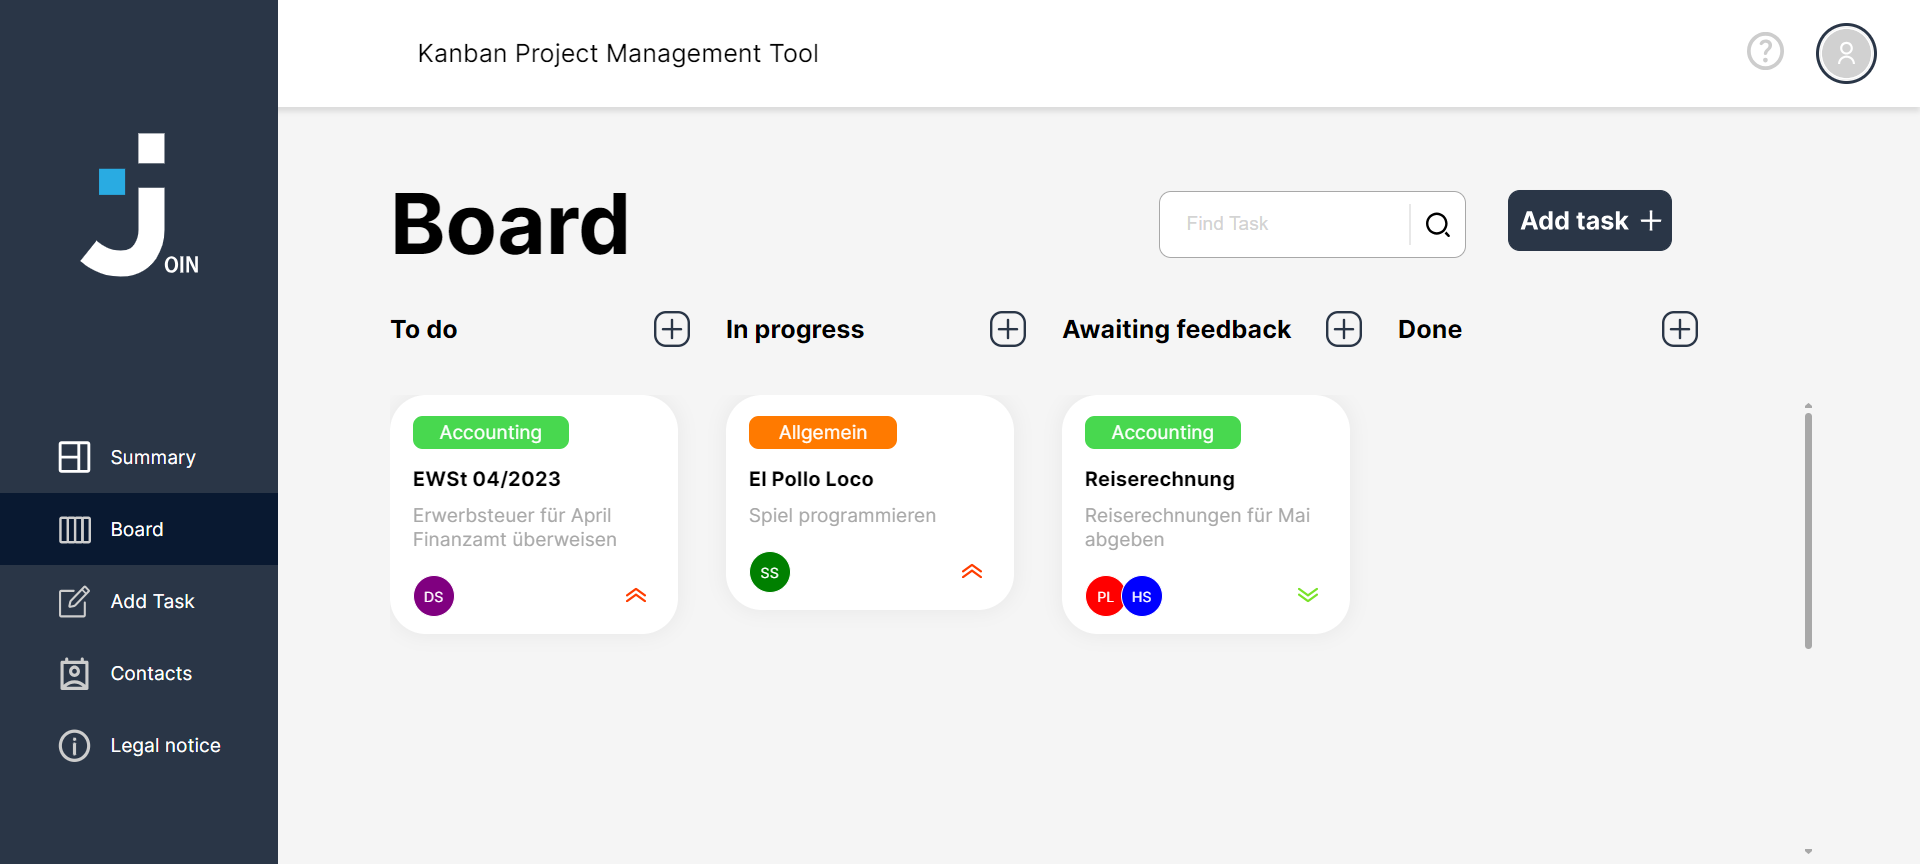 Kanban Project Management Tool
OIN
Summary
Board
Add Task
Contacts
Legal notice
Board
Find Task
Add task
To do
In progress
Awaiting feedback
Done
Accounting
EWSt 04/2023
Erwerbsteuer für April
Finanzamt überweisen
DS
Allgemein
El Pollo Loco
Spiel programmieren
SS
Accounting
Reiserechnung
Reiserechnungen für Mai
abgeben
PL
HS